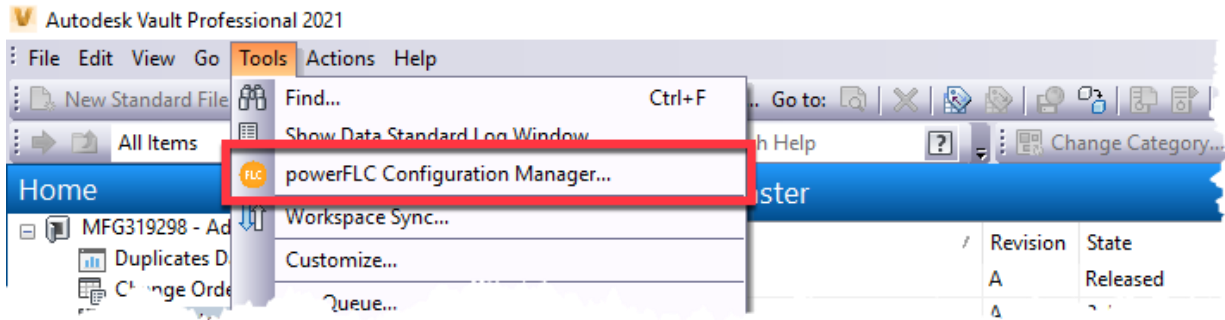 Autodesk Vault Professional 2021
File Edit View Go Tools Actions Help
New Standard File
Find... Ctrl+F
.. Go to:
All Items
Show Data Standard Log Window
h Help
?
Change Category...
FLC
powerFLC Configuration Manager...
Home
ster
Workspace Sync...
MFG319298 - Ad
/ Revision State
Duplicates D
Customize...
A Released
Change Orde
Queue...
A